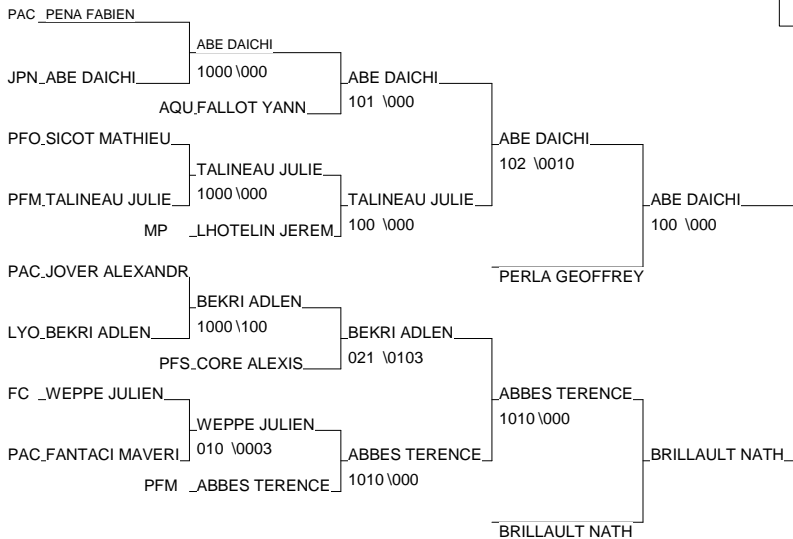 PAC PENA FABIEN
ABE DAICHI
1000 \000
JPN ABE DAICHI
ABE DAICHI
101 \000
AQU FALLOT YANN
PFO SICOT MATHIEU
ABE DAICHI
102 \0010
TALINEAU JULIE
1000 \000
PFM TALINEAU JULIE
TALINEAU JULIE
100 \000
ABE DAICHI
100 \000
MP LHOTELIN JEREM
PAC JOVER ALEXANDR
PERLA GEOFFREY
BEKRI ADLEN
1000 \100
LYO BEKRI ADLEN
BEKRI ADLEN
021 \0103
PFS CORE ALEXIS
FC WEPPE JULIEN
ABBES TERENCE
1010 \000
WEPPE JULIEN
010 \0003
PAC FANTACI MAVERI
ABBES TERENCE
1010 \000
BRILLAULT NATH
PFM ABBES TERENCE
BRILLAULT NATH